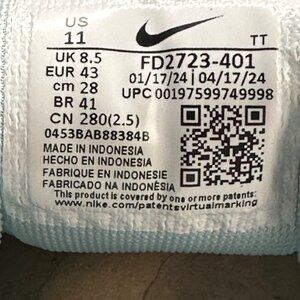 US
11
TT
UK 8.5
EUR 43
cm 28
BR 41
CN 280(2.5)
FD2723-401
01/17/24 | 04/17/24
UPC 00197599749998
0453BAB88384B
MADE IN INDONESIA
HECHO EN INDONESIA
FABRIQUE EN INDONESIE
FABRICADO NA INDONÈSIA
This product is covered by one or more patents
www.nike.com/patentsvirtualmarking